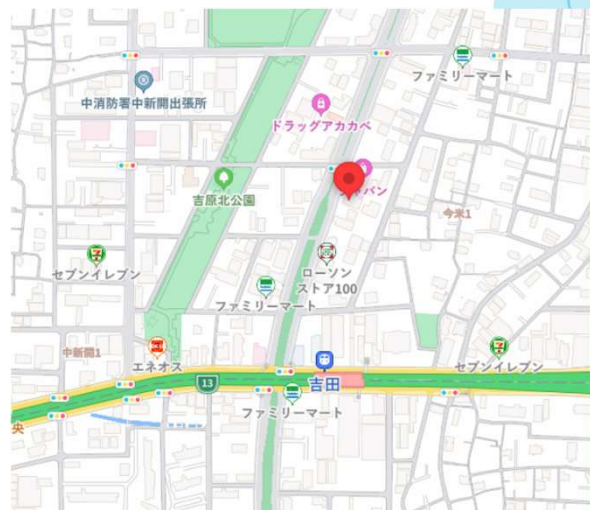 ファミリーマート
中消防署中新開出張所
ドラッグアカカベ
バン
吉原北公園
今米1
セブンイレブン
ローソン
ストア100
ファミリーマート
中新開1
エネオス
セブンイレブン
13
吉田
ファミリーマート
央